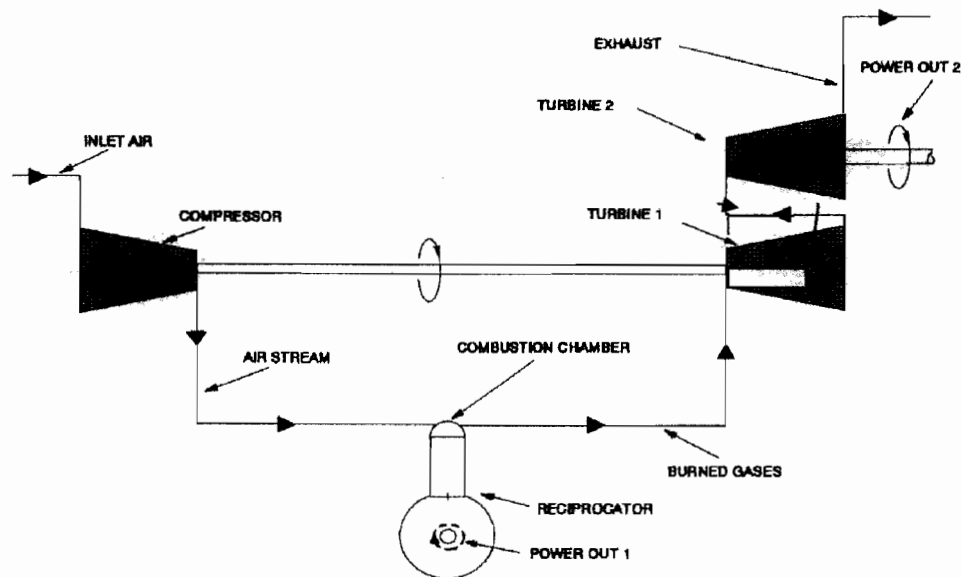 EXHAUST
POWER OUT 2
TURBINE 2
INLET AIR
COMPRESSOR
TURBINE 1
AIR STREAM
COMBUSTION CHAMBER
BURNED GASES
RECIPROCATOR
POWER OUT 1